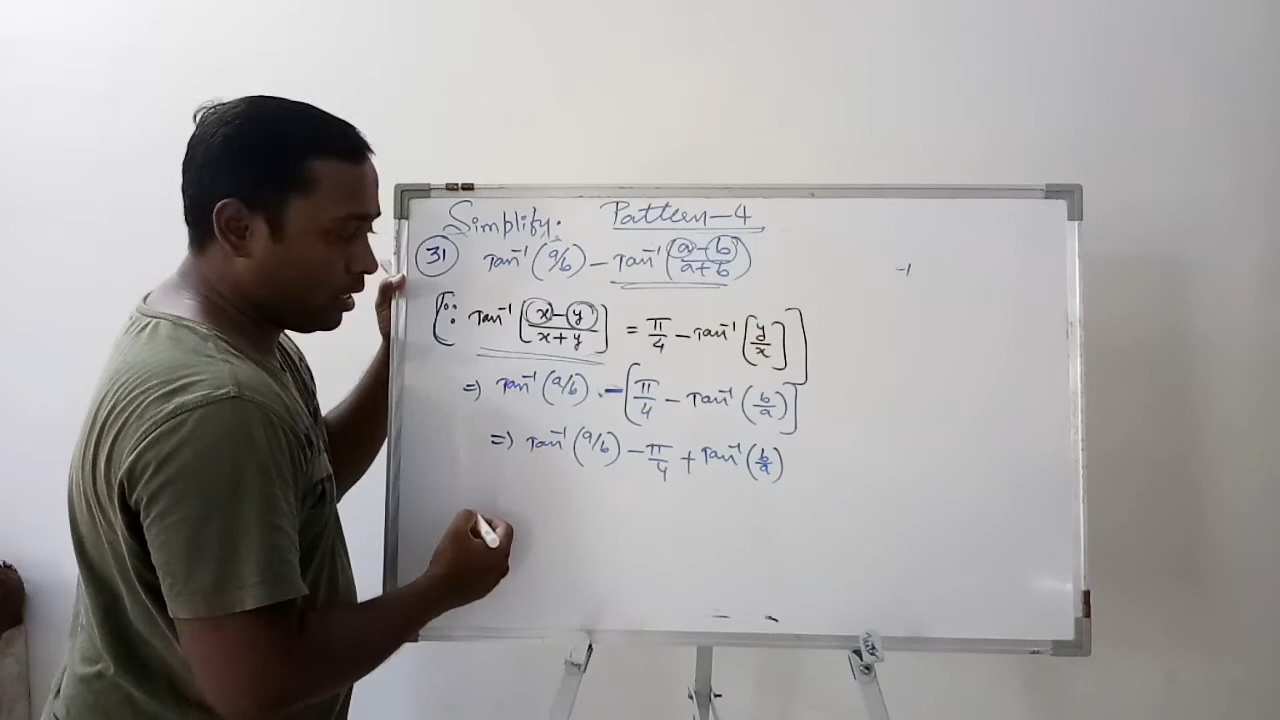 Simplify: Pattern-4
31 Tan⁻¹(a/b) - Tan⁻¹((a-b)/(a+b))
[∵ Tan⁻¹[(x-y)/(x+y)] = π/4 - Tan⁻¹[y/x]]
⇒ Tan⁻¹(a/b) - [π/4 - Tan⁻¹(b/a)]
⇒ Tan⁻¹(a/b) - π/4 + Tan⁻¹(b/a)
-1